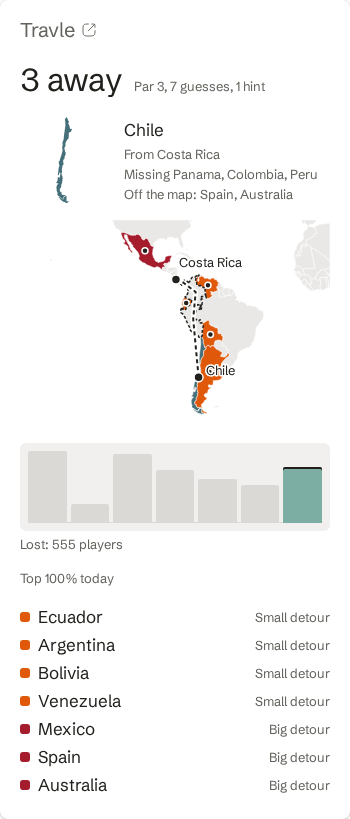 Travle
3 away Par 3, 7 guesses, 1 hint
Chile
From Costa Rica
Missing Panama, Colombia, Peru
Off the map: Spain, Australia
Costa Rica
Chile
Lost: 555 players
Top 100% today
Ecuador Small detour
Argentina Small detour
Bolivia Small detour
Venezuela Small detour
Mexico Big detour
Spain Big detour
Australia Big detour